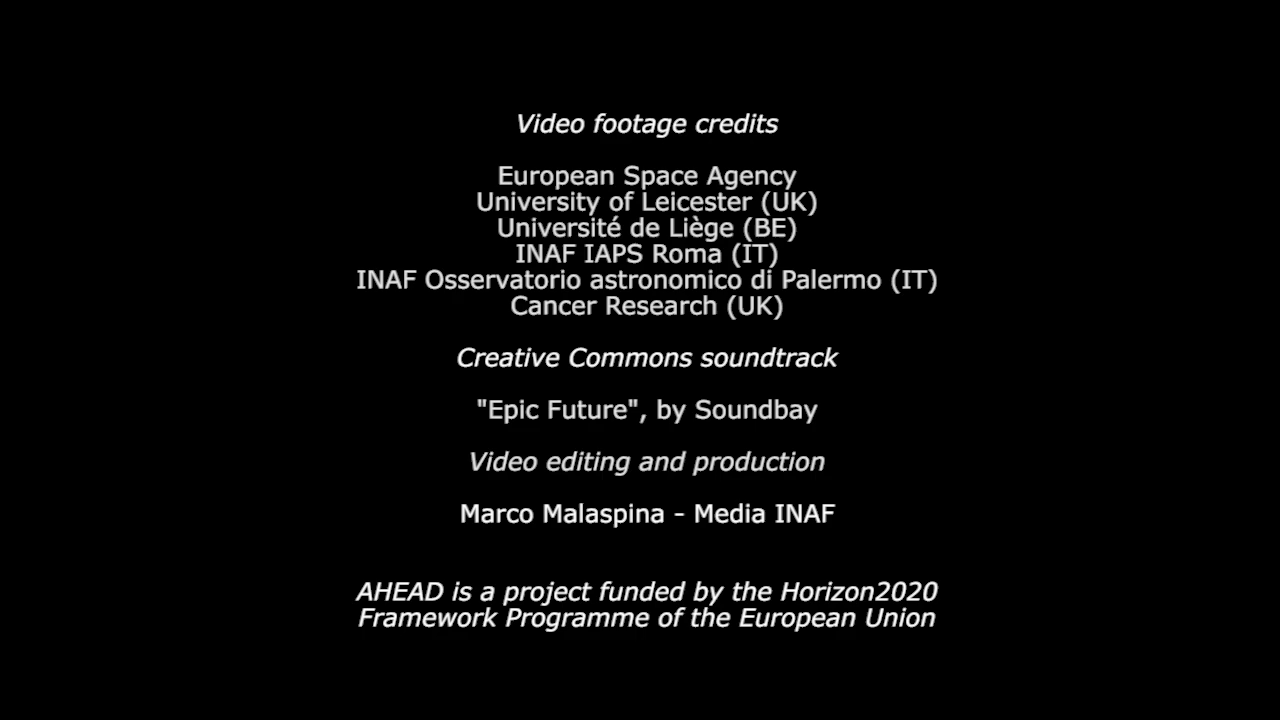 Video footage credits
European Space Agency
University of Leicester (UK)
Université de Liège (BE)
INAF IAPS Roma (IT)
INAF Osservatorio astronomico di Palermo (IT)
Cancer Research (UK)
Creative Commons soundtrack
"Epic Future", by Soundbay
Video editing and production
Marco Malaspina - Media INAF
AHEAD is a project funded by the Horizon2020
Framework Programme of the European Union